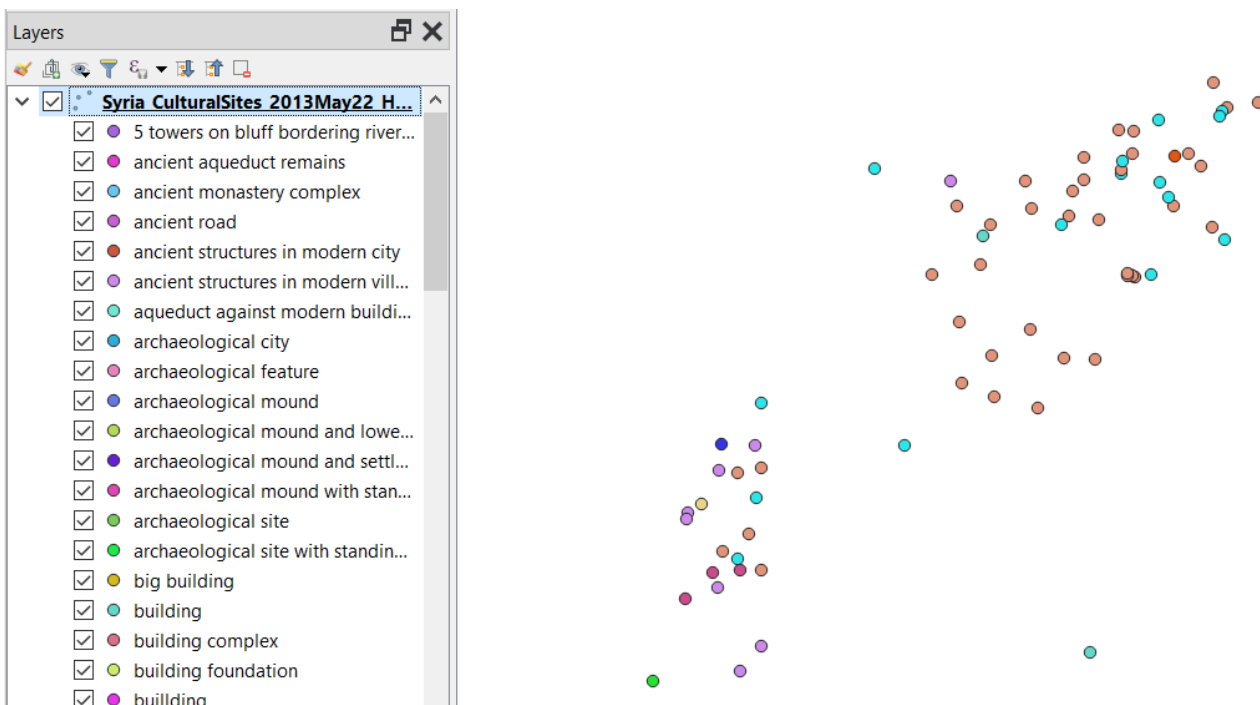 Layers
Syria CulturalSites 2013May22 H...
5 towers on bluff bordering river...
ancient aqueduct remains
ancient monastery complex
ancient road
ancient structures in modern city
ancient structures in modern vill...
aqueduct against modern buildi...
archaeological city
archaeological feature
archaeological mound
archaeological mound and lowe...
archaeological mound and settl...
archaeological mound with stan...
archaeological site
archaeological site with standin...
big building
building
building complex
building foundation
buillding